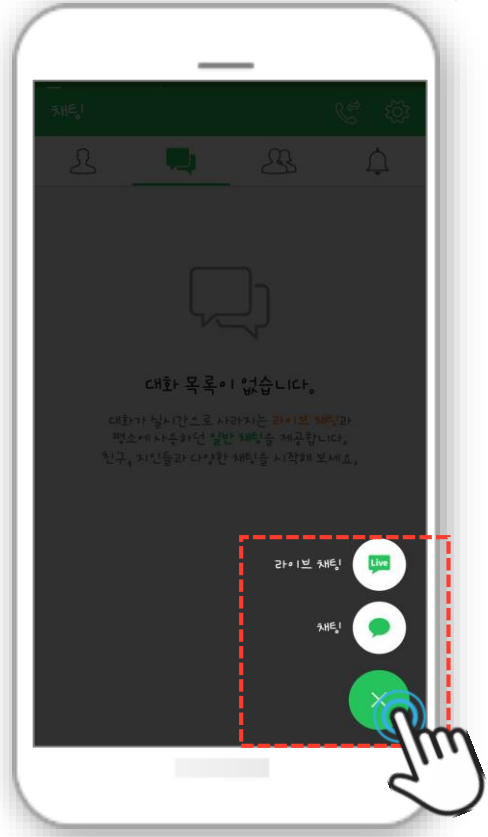 채팅
대화 목록이 없습니다.
대화가 실시간으로 사라지는 라이브 채팅과
평소에 사용하던 일반 채팅을 제공합니다.
친구, 지인들과 다양한 채팅을 시작해 보세요.
라이브 채팅
Live
채팅